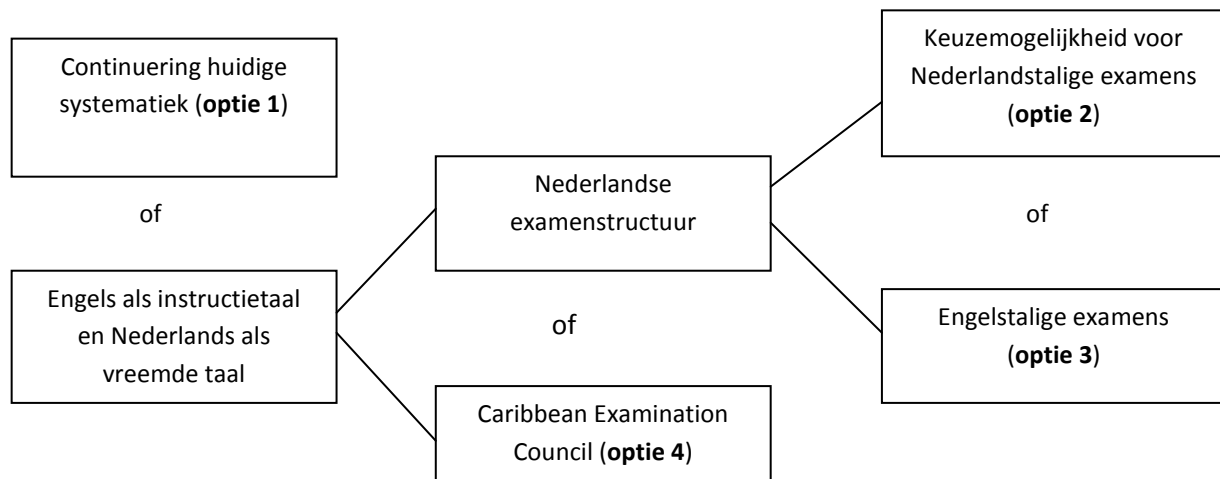 Continuering huidige
systematiek (optie 1)
of
Engels als instructietaal
en Nederlands als
vreemde taal
Nederlandse
examenstructuur
of
Caribbean Examination
Council (optie 4)
Keuzemogelijkheid voor
Nederlandstalige examens
(optie 2)
of
Engelstalige examens
(optie 3)